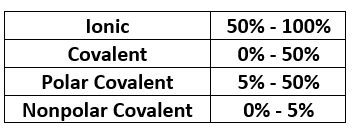 Ionic 50% - 100%
Covalent 0% - 50%
Polar Covalent 5% - 50%
Nonpolar Covalent 0% - 5%